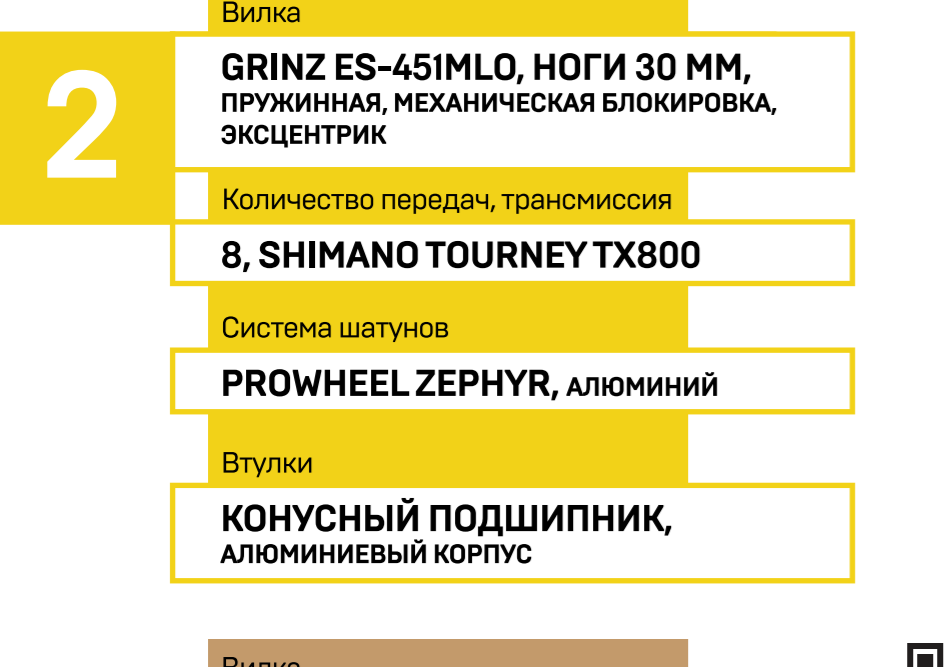 Вилка
2
GRINZ ES-451MLO, НОГИ 30 ММ,
ПРУЖИННАЯ, МЕХАНИЧЕСКАЯ БЛОКИРОВКА,
ЭКСЦЕНТРИК
Количество передач, трансмиссия
8, SHIMANO TOURNEY TX800
Система шатунов
PROWHEEL ZEPHYR, АЛЮМИНИЙ
Втулки
КОНУСНЫЙ ПОДШИПНИК,
АЛЮМИНИЕВЫЙ КОРПУС
Вилка